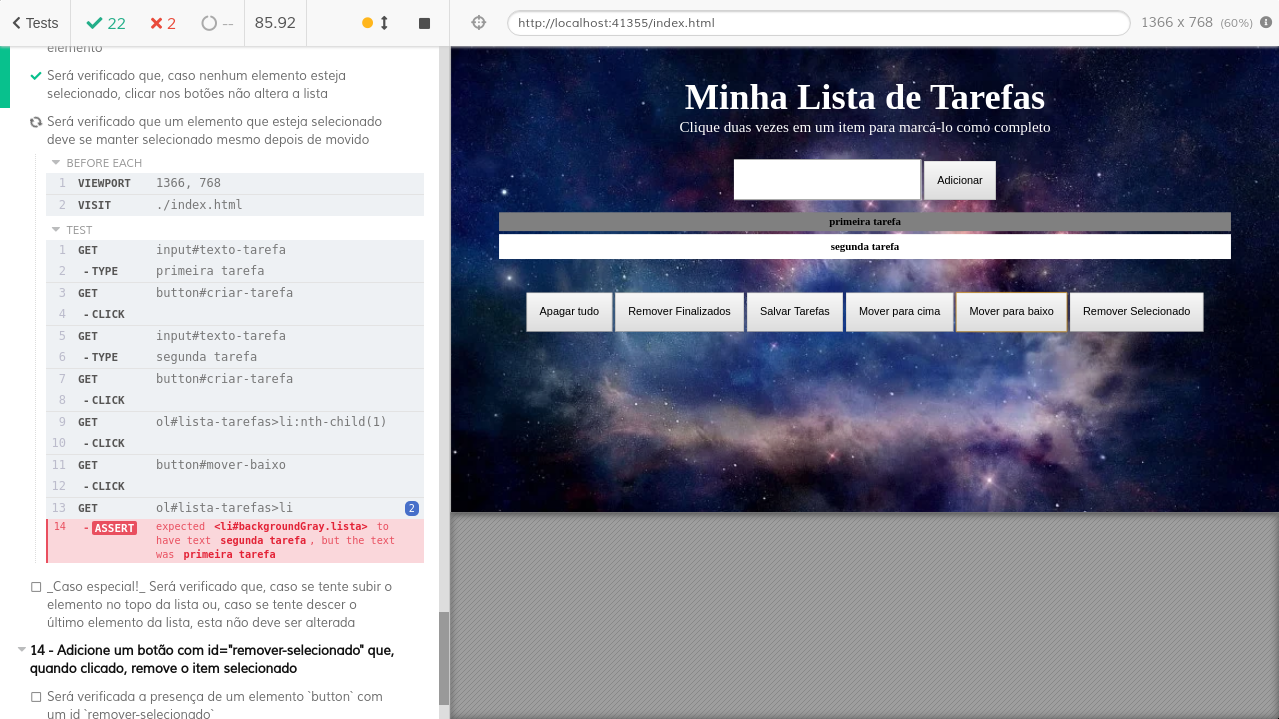 Tests
22
2
--
85.92
http://localhost:41355/index.html
1366 x 768 (60%)
elemento
Será verificado que, caso nenhum elemento esteja
selecionado, clicar nos botões não altera a lista
Será verificado que um elemento que esteja selecionado
deve se manter selecionado mesmo depois de movido
BEFORE EACH
1 VIEWPORT 1366, 768
2 VISIT ./index.html
TEST
1 GET input#texto-tarefa
2 - TYPE primeira tarefa
3 GET button#criar-tarefa
4 - CLICK
5 GET input#texto-tarefa
6 - TYPE segunda tarefa
7 GET button#criar-tarefa
8 - CLICK
9 GET ol#lista-tarefas>li:nth-child(1)
10 - CLICK
11 GET button#mover-baixo
12 - CLICK
13 GET ol#lista-tarefas>li 2
14 - ASSERT expected <li#backgroundGray.lista> to
have text segunda tarefa, but the text
was primeira tarefa
_Caso especial!_ Será verificado que, caso se tente subir o
elemento no topo da lista ou, caso se tente descer o
último elemento da lista, esta não deve ser alterada
14 - Adicione um botão com id="remover-selecionado" que,
quando clicado, remove o item selecionado
Será verificada a presença de um elemento `button` com
um id `remover-selecionado`
Minha Lista de Tarefas
Clique duas vezes em um item para marcá-lo como completo
Adicionar
primeira tarefa
segunda tarefa
Apagar tudo
Remover Finalizados
Salvar Tarefas
Mover para cima
Mover para baixo
Remover Selecionado